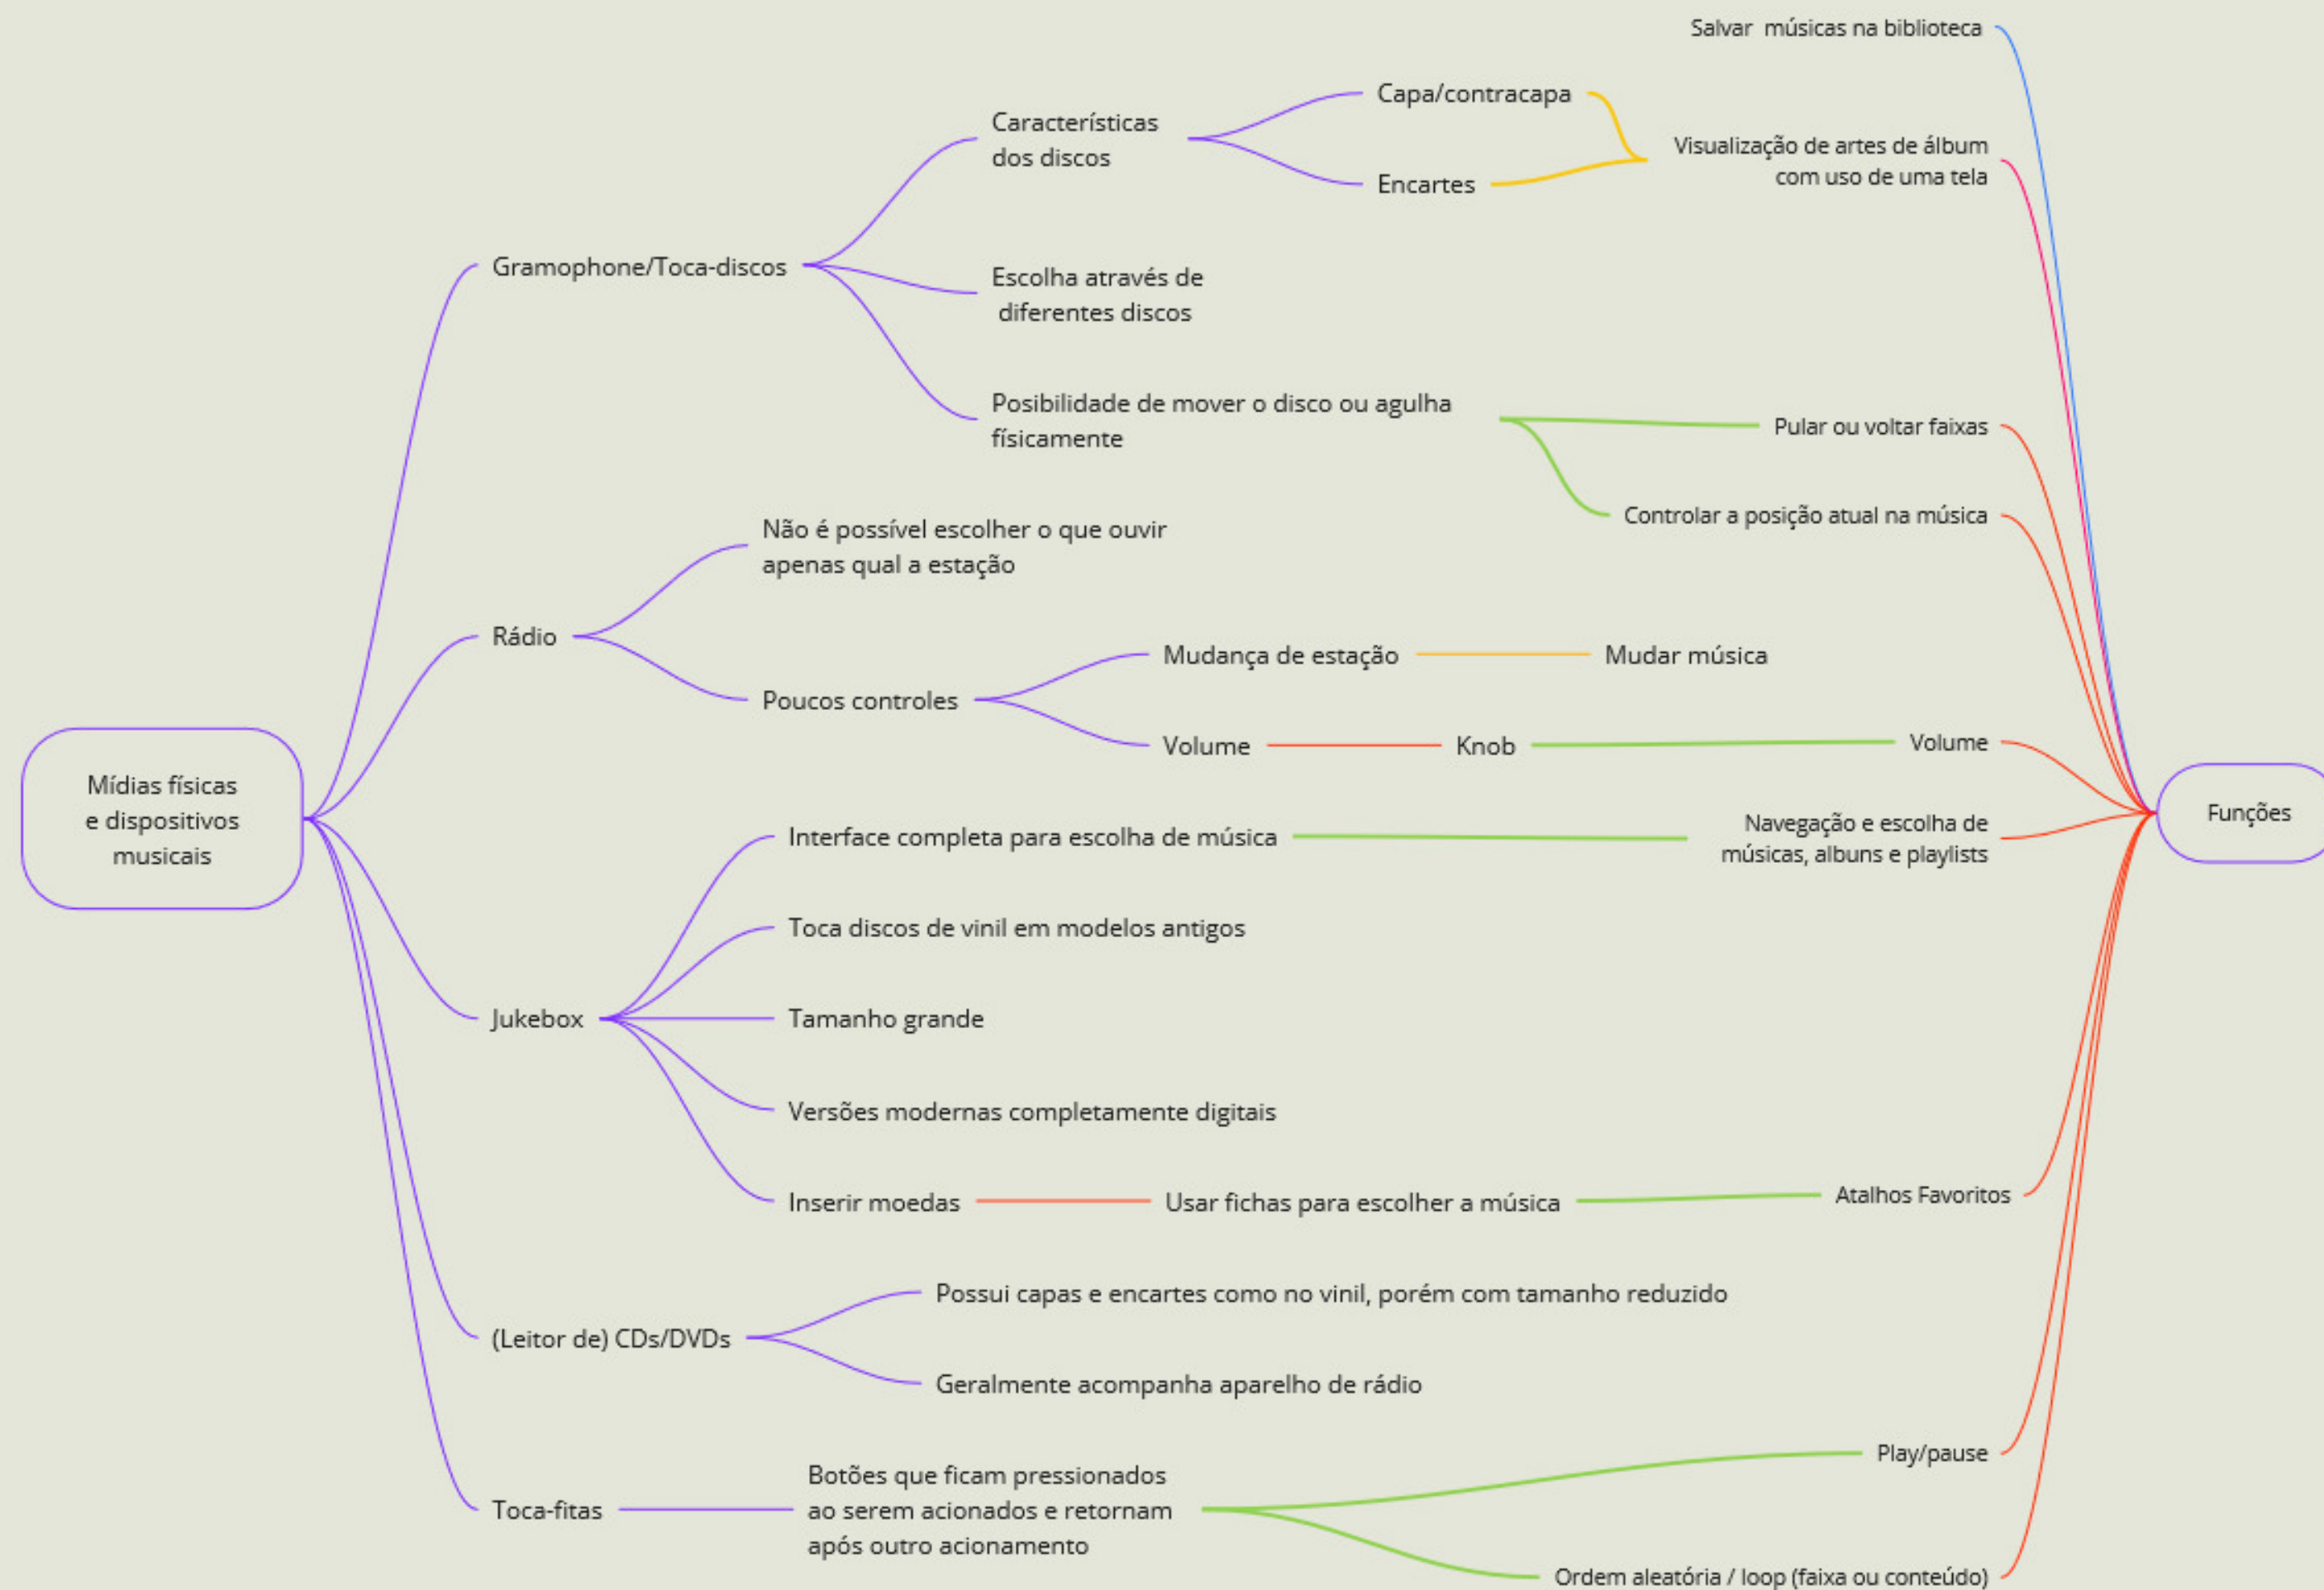 Salvar  músicas na biblioteca
Capa/contracapa
Características
dos discos
Visualização de artes de álbum
com uso de uma tela
Encartes
Gramophone/Toca-discos
Escolha através de
diferentes discos
Posibilidade de mover o disco ou agulha
físicamente
Pular ou voltar faixas
Controlar a posição atual na música
Não é possível escolher o que ouvir
apenas qual a estação
Rádio
Mudança de estação
Mudar música
Poucos controles
Volume
Knob
Volume
Mídias físicas
e dispositivos
musicais
Funções
Interface completa para escolha de música
Navegação e escolha de
músicas, albuns e playlists
Toca discos de vinil em modelos antigos
Jukebox
Tamanho grande
Versões modernas completamente digitais
Inserir moedas
Usar fichas para escolher a música
Atalhos Favoritos
Possui capas e encartes como no vinil, porém com tamanho reduzido
(Leitor de) CDs/DVDs
Geralmente acompanha aparelho de rádio
Play/pause
Toca-fitas
Botões que ficam pressionados
ao serem acionados e retornam
após outro acionamento
Ordem aleatória / loop (faixa ou conteúdo)